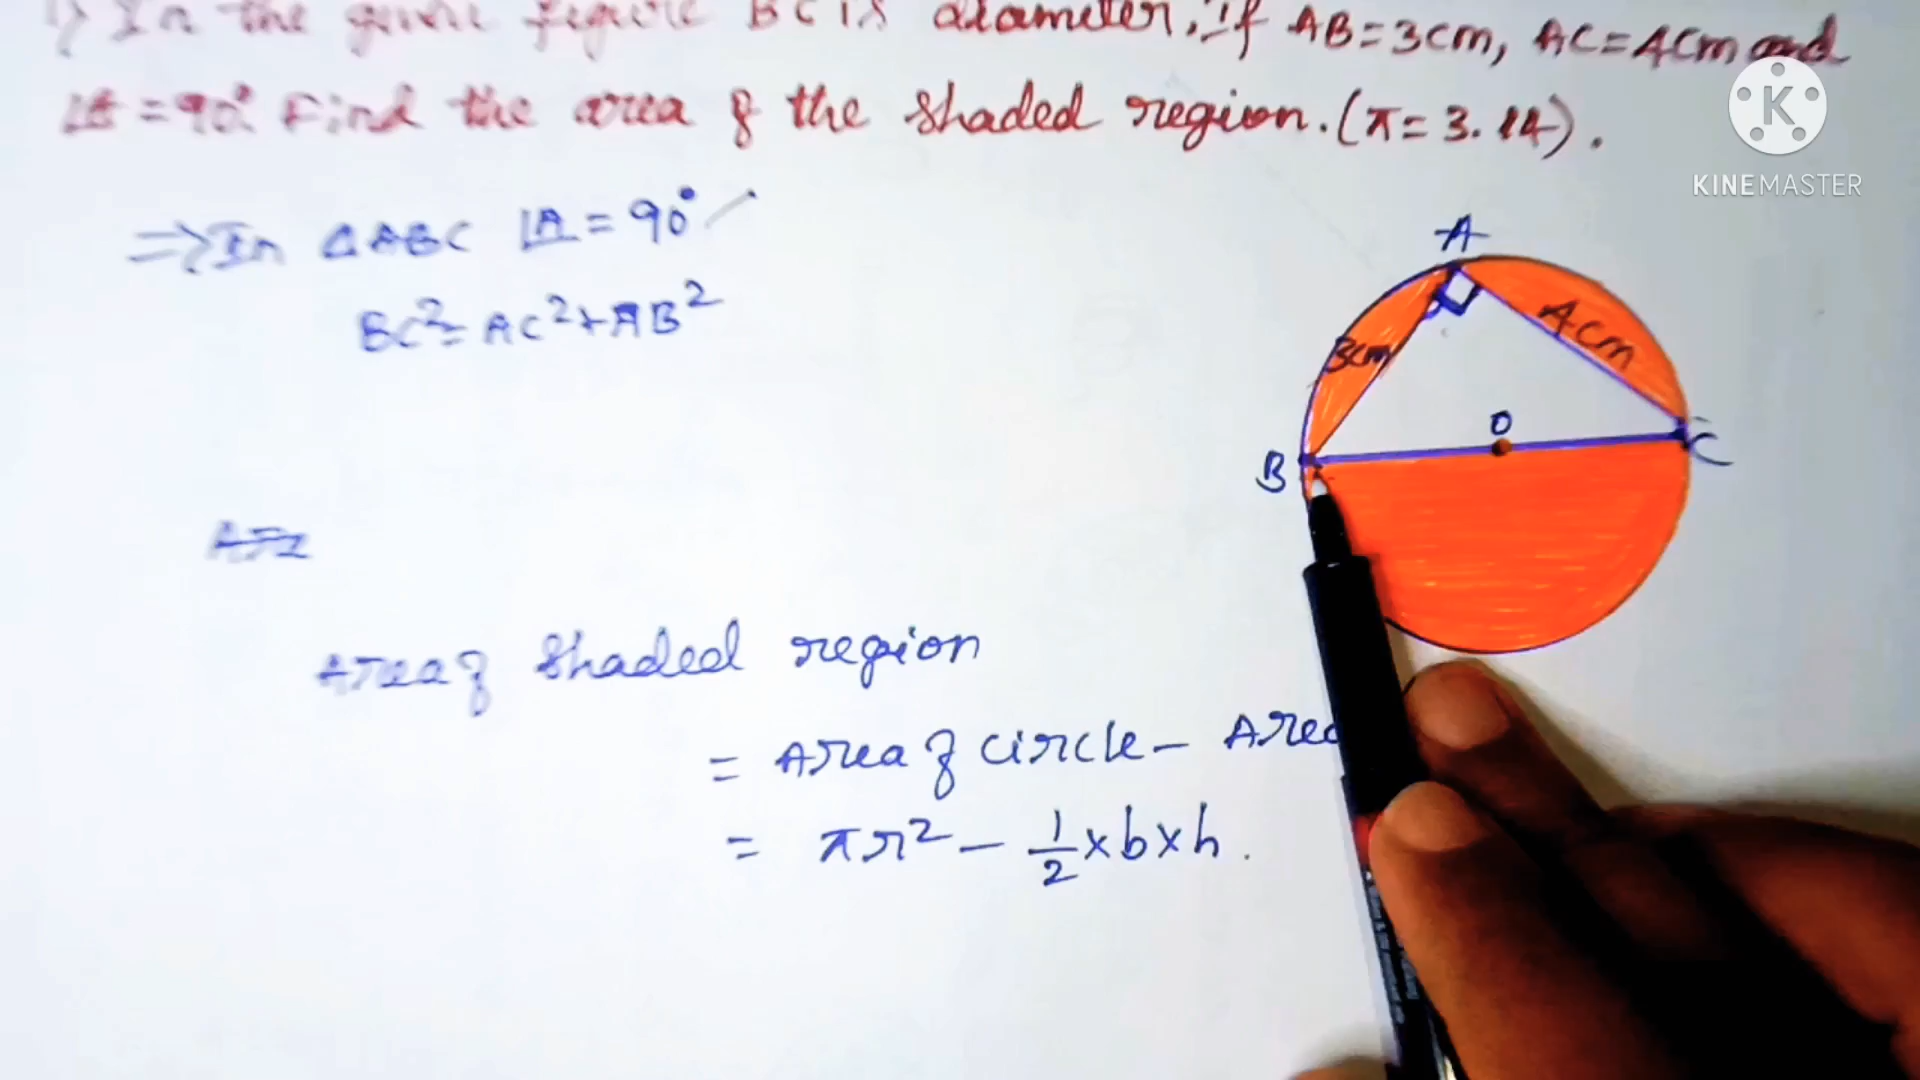 1) In the given figure BC is diameter, if AB=3cm, AC=4cm and
∠A=90°. Find the area of the shaded region. (π=3.14).
K
KINEMASTER
⇒ In △ABC ∠A=90°
BC²=AC²+AB²
A
3cm
4cm
O
B
C
Area of shaded region
= Area of circle - Area
= πr² - 1/2 × b × h.